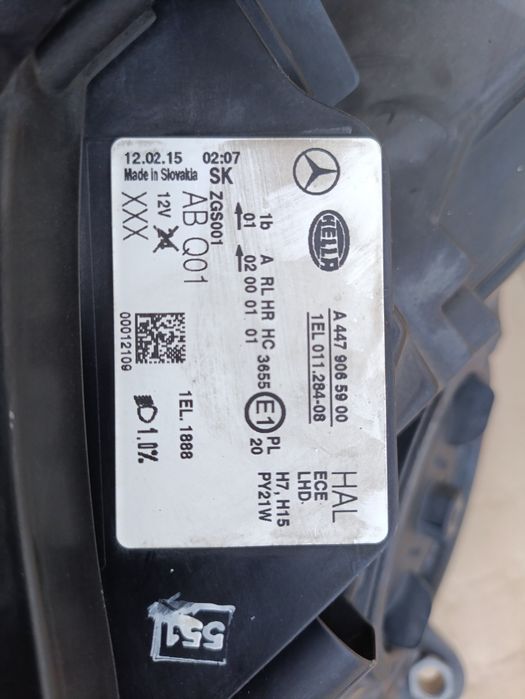 12.02.15 02:07
Made in Slovakia SK
HELLA
A 447 906 59 00
1EL 011.284-08
HAL
ECE
LHD.
H7, H15
PY21W
1b A RL HR HC 3655 E1 PL
01 02 00 01 01 20
ZGS001
AB Q01
12V
XXX
1EL. 1888
1.0%
00012109
551